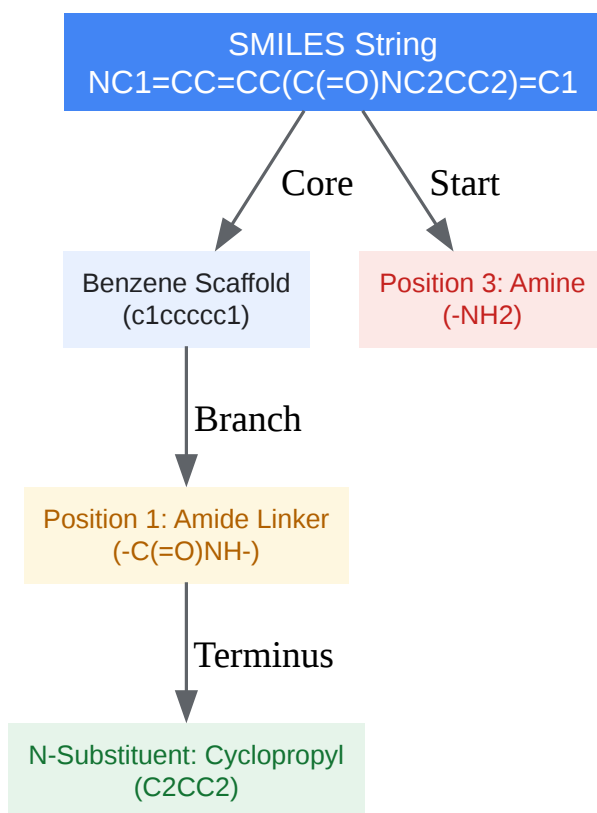 SMILES String
NC1=CC=CC(C(=O)NC2CC2)=C1
Core
Start
Benzene Scaffold
(c1ccccc1)
Position 3: Amine
(-NH2)
Branch
Position 1: Amide Linker
(-C(=O)NH-)
Terminus
N-Substituent: Cyclopropyl
(C2CC2)